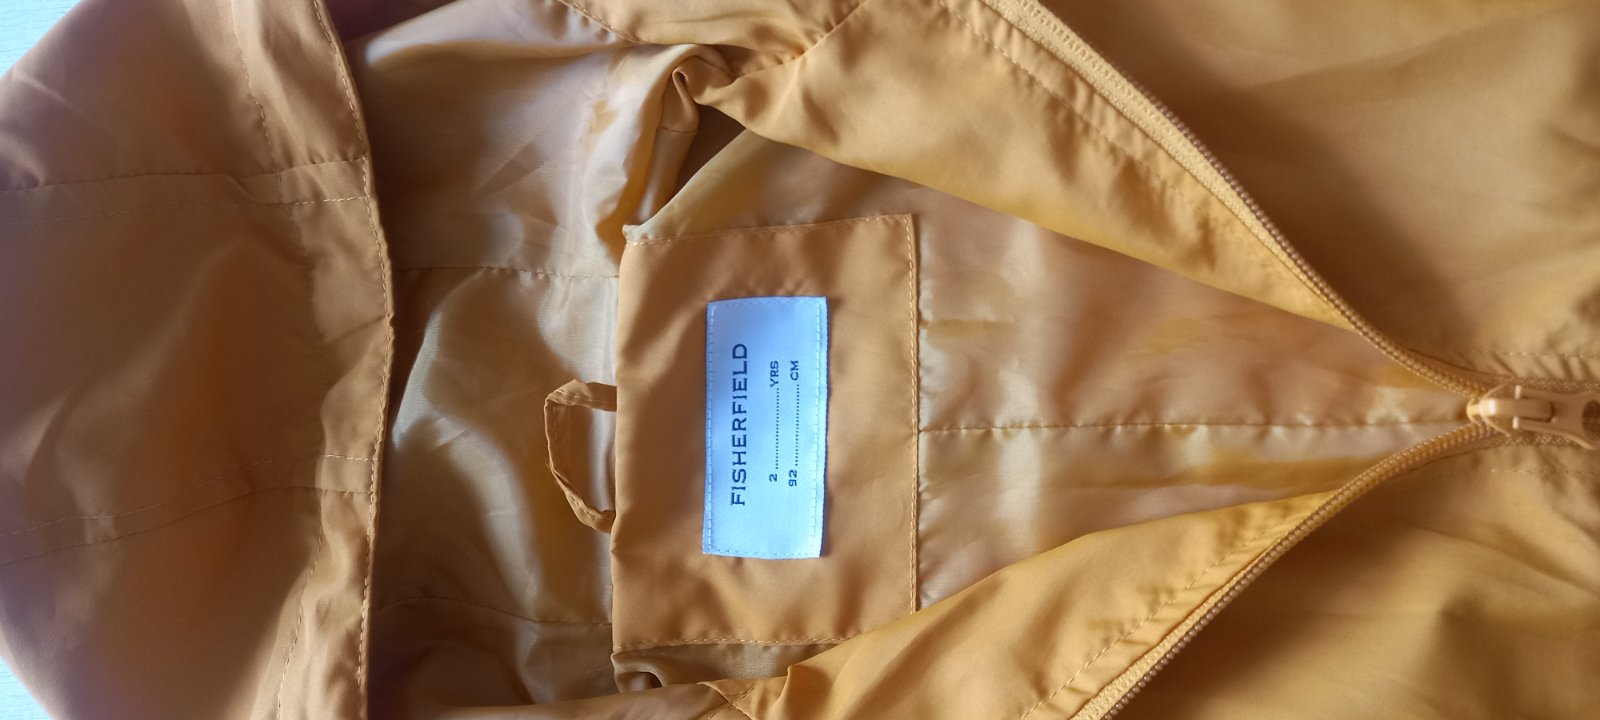 FISHERFIELD
2 ........................ YRS
92 ........................ CM